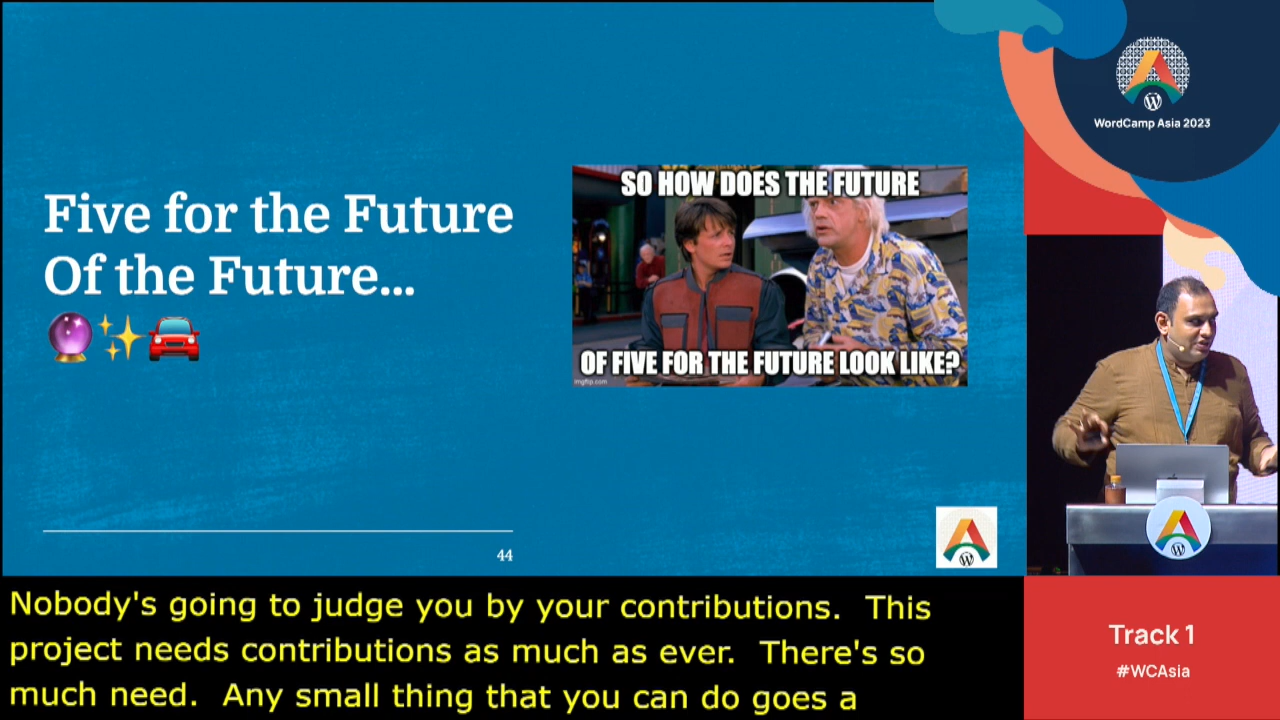 Five for the Future
Of the Future...
SO HOW DOES THE FUTURE
OF FIVE FOR THE FUTURE LOOK LIKE?
imgflip.com
44
WordCamp Asia 2023
Nobody's going to judge you by your contributions.  This
project needs contributions as much as ever.  There's so
much need.  Any small thing that you can do goes a
Track 1
#WCAsia